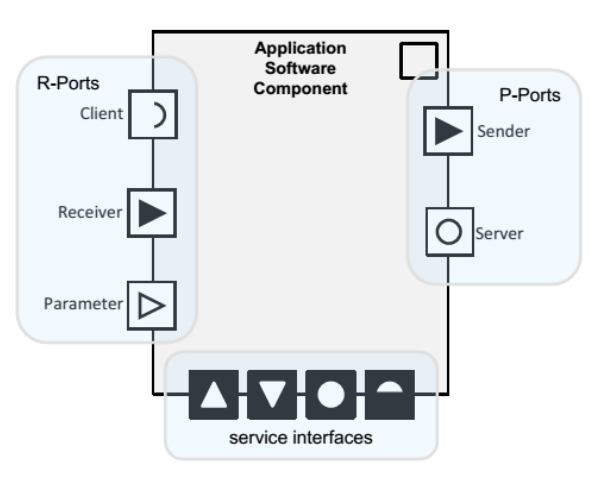 Application
Software
Component
R-Ports
Client
Receiver
Parameter
P-Ports
Sender
Server
service interfaces